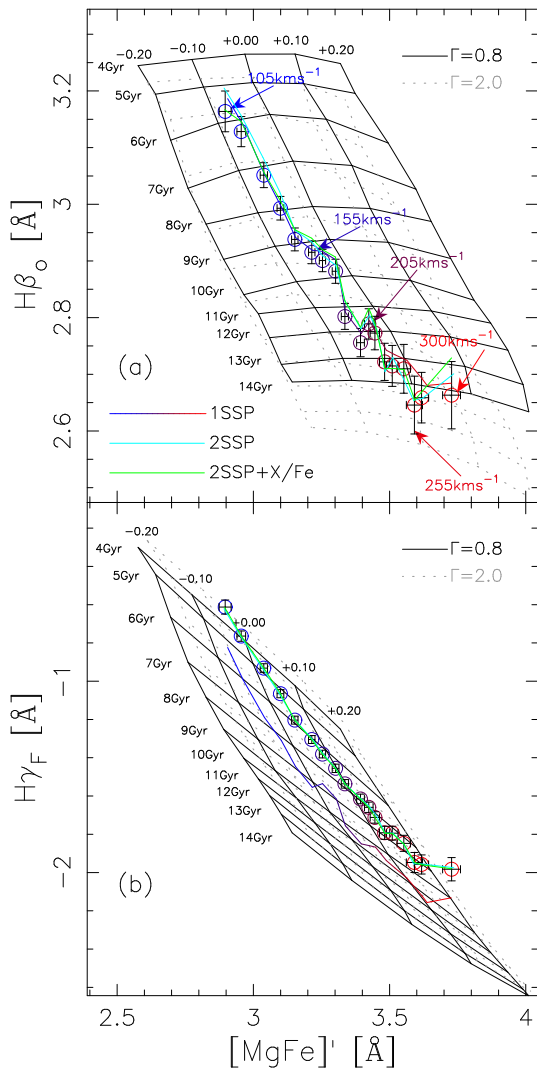 −0.20
−0.10
+0.00
+0.10
+0.20
Γ=0.8
Γ=2.0
4Gyr
5Gyr
6Gyr
7Gyr
8Gyr
9Gyr
10Gyr
11Gyr
12Gyr
13Gyr
14Gyr
105kms⁻¹
155kms⁻¹
205kms⁻¹
300kms⁻¹
255kms⁻¹
3.2
3
2.8
2.6
Hβ_O [Å]
(a)
1SSP
2SSP
2SSP+X/Fe
−0.20
−0.10
+0.00
+0.10
+0.20
Γ=0.8
Γ=2.0
4Gyr
5Gyr
6Gyr
7Gyr
8Gyr
9Gyr
10Gyr
11Gyr
12Gyr
13Gyr
14Gyr
−1
−2
Hγ_F [Å]
(b)
2.5
3
3.5
4
[MgFe]' [Å]